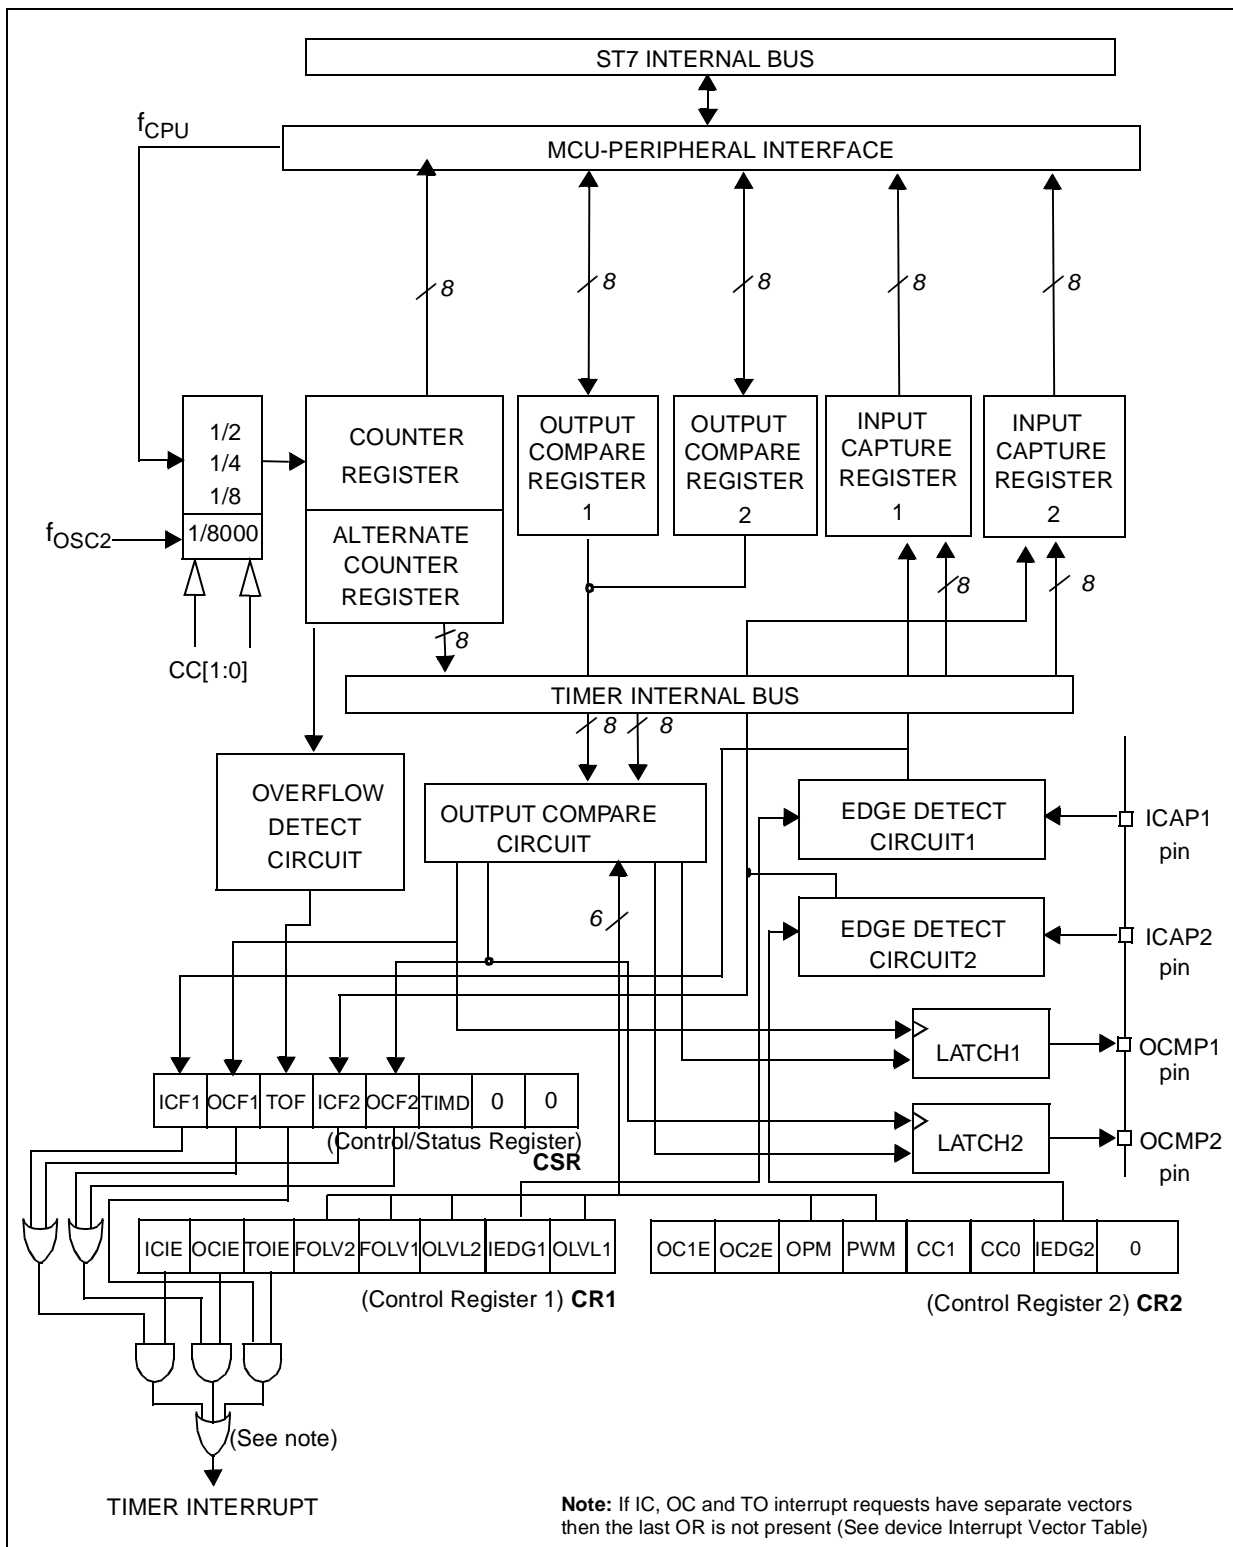 ST7 INTERNAL BUS
fCPU
MCU-PERIPHERAL INTERFACE
8 8 8 8 8
1/2
1/4
1/8
1/8000
fOSC2
CC[1:0]
COUNTER
REGISTER
ALTERNATE
COUNTER
REGISTER
OUTPUT
COMPARE
REGISTER
1
OUTPUT
COMPARE
REGISTER
2
INPUT
CAPTURE
REGISTER
1
INPUT
CAPTURE
REGISTER
2
8 8 8
TIMER INTERNAL BUS
8 8
OVERFLOW
DETECT
CIRCUIT
OUTPUT COMPARE
CIRCUIT
6
EDGE DETECT
CIRCUIT1
ICAP1
pin
EDGE DETECT
CIRCUIT2
ICAP2
pin
LATCH1
OCMP1
pin
LATCH2
OCMP2
pin
ICF1 OCF1 TOF ICF2 OCF2 TIMD 0 0
(Control/Status Register)
CSR
ICIE OCIE TOIE FOLV2 FOLV1 OLVL2 IEDG1 OLVL1
(Control Register 1) CR1
OC1E OC2E OPM PWM CC1 CC0 IEDG2 0
(Control Register 2) CR2
(See note)
TIMER INTERRUPT
Note: If IC, OC and TO interrupt requests have separate vectors
then the last OR is not present (See device Interrupt Vector Table)